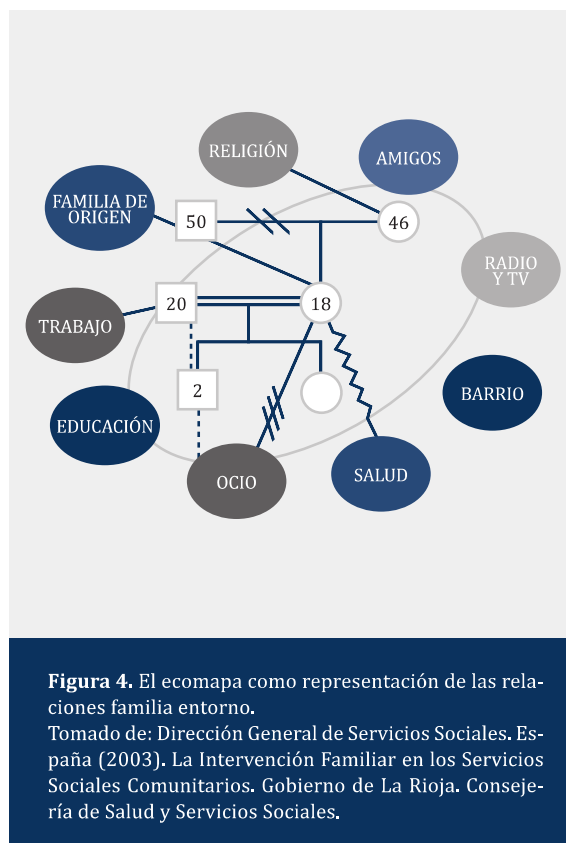 RELIGIÓN
AMIGOS
FAMILIA DE
ORIGEN
50
46
RADIO
Y TV
20
18
TRABAJO
2
BARRIO
EDUCACIÓN
OCIO
SALUD
Figura 4. El ecomapa como representación de las rela-
ciones familia entorno.
Tomado de: Dirección General de Servicios Sociales. Es-
paña (2003). La Intervención Familiar en los Servicios
Sociales Comunitarios. Gobierno de La Rioja. Conseje-
ría de Salud y Servicios Sociales.